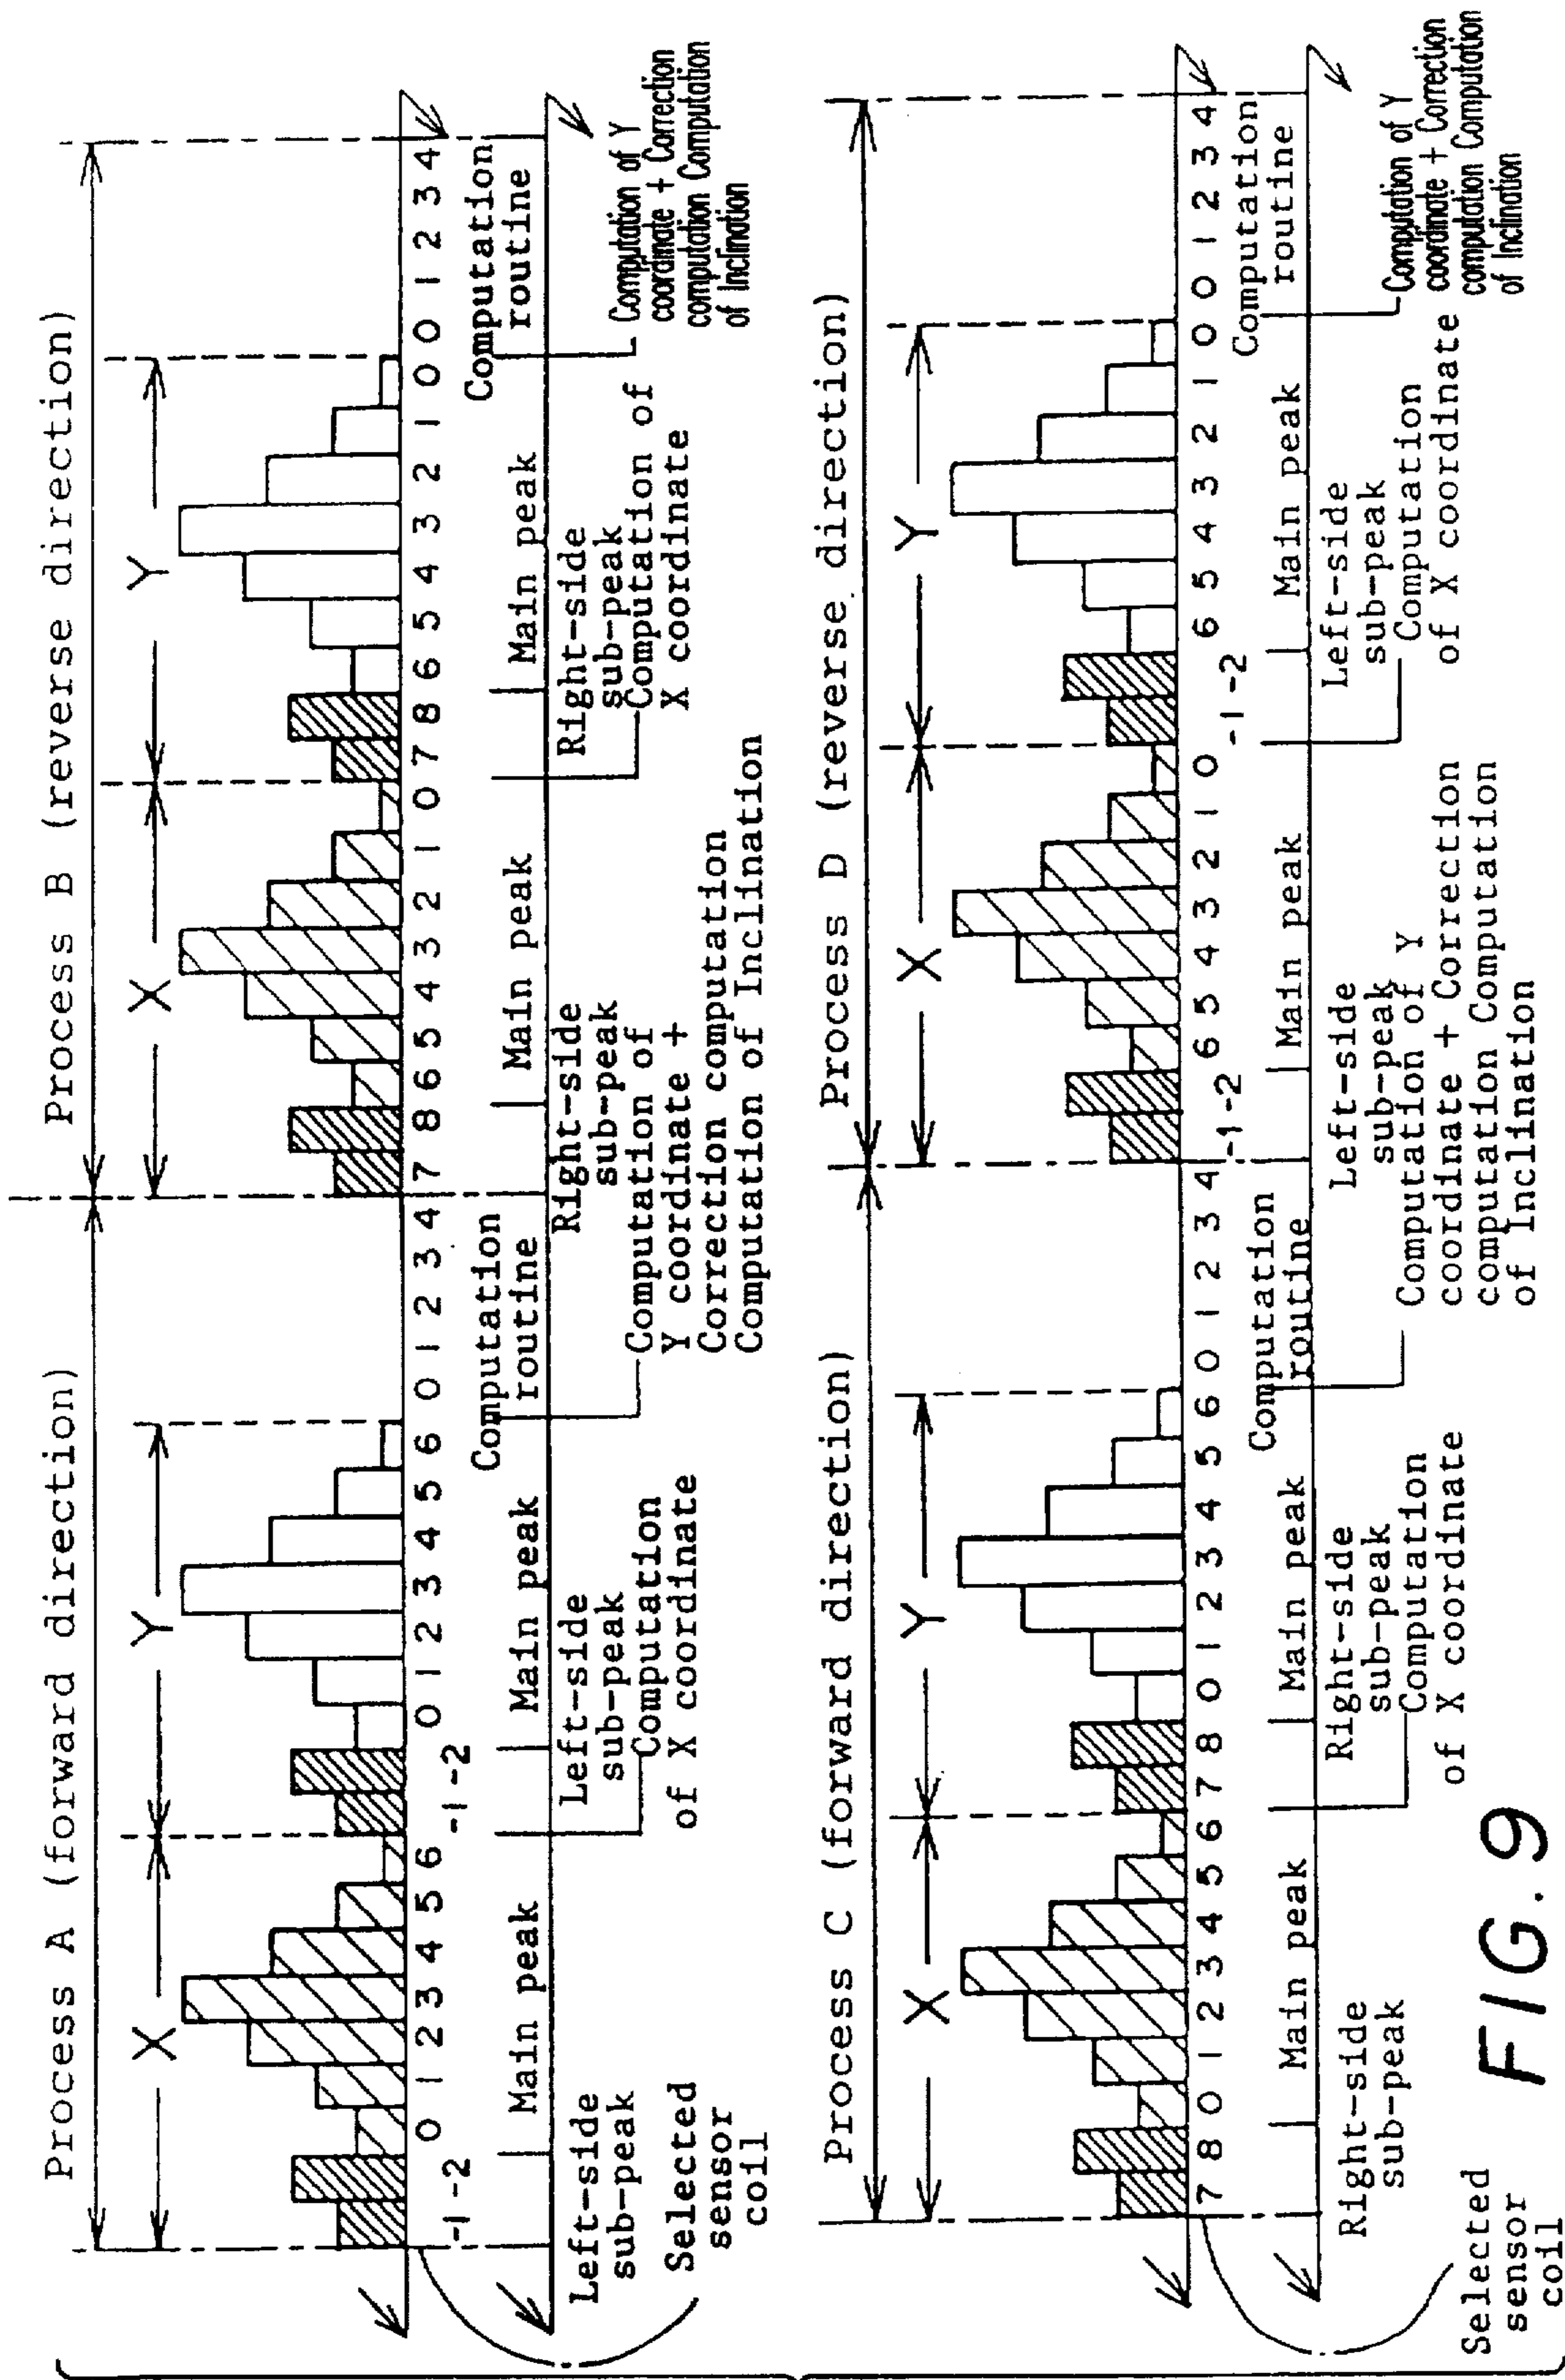 Process A (forward direction)
Process B (reverse direction)
X
Y
X
Y
-1 -2 0 1 2 3 4 5 6 -1 -2 0 1 2 3 4 5 6 0 1 2 3 4 7 8 6 5 4 3 2 1 0 7 8 6 5 4 3 2 1 0 0 1 2 3 4
Main peak
Main peak
Computation
routine
Main peak
Main peak
Computation
routine
Left-side
sub-peak
Left-side
sub-peak
Computation
of X coordinate
Right-side
sub-peak
Computation of
Y coordinate +
Correction computation
Computation of Inclination
Right-side
sub-peak
Computation of
X coordinate
Computation of Y
coordinate + Correction
computation Computation
of Inclination
Selected
sensor
coil
Process C (forward direction)
Process D (reverse direction)
X
Y
X
Y
7 8 0 1 2 3 4 5 6 7 8 0 1 2 3 4 5 6 0 1 2 3 4 -1 -2 6 5 4 3 2 1 0 -1 -2 6 5 4 3 2 1 0 0 1 2 3 4
Main peak
Main peak
Computation
routine
Main peak
Main peak
Computation
routine
Right-side
sub-peak
Right-side
sub-peak
Computation
of X coordinate
Left-side
sub-peak
Computation of Y
coordinate + Correction
computation Computation
of Inclination
Left-side
sub-peak
Computation
of X coordinate
Computation of Y
coordinate + Correction
computation Computation
of Inclination
Selected
sensor
coil
FIG. 9